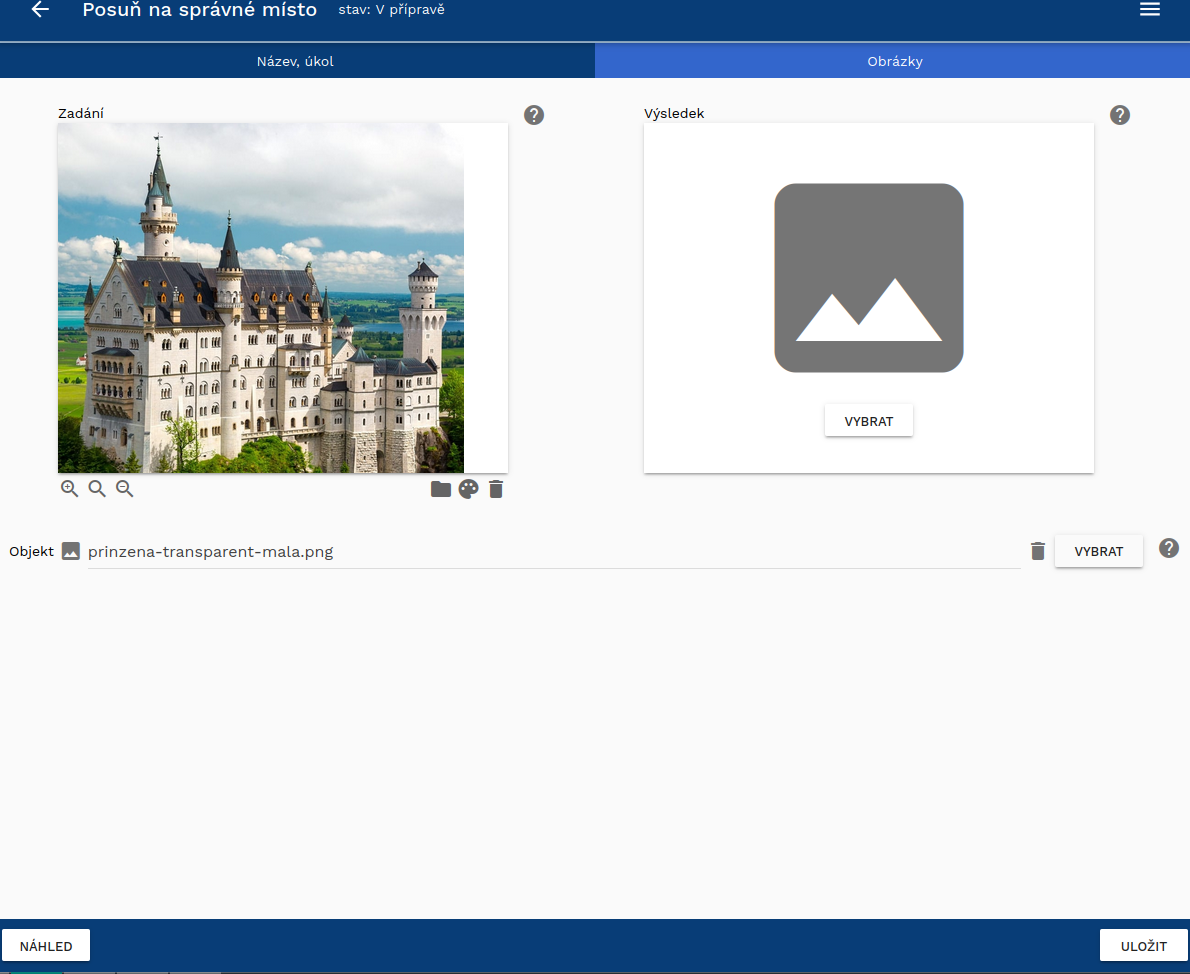 Posuň na správné místo stav: V přípravě
Název, úkol
Obrázky
Zadání
Výsledek
VYBRAT
Objekt prinzena-transparent-mala.png VYBRAT
NÁHLED
ULOŽIT